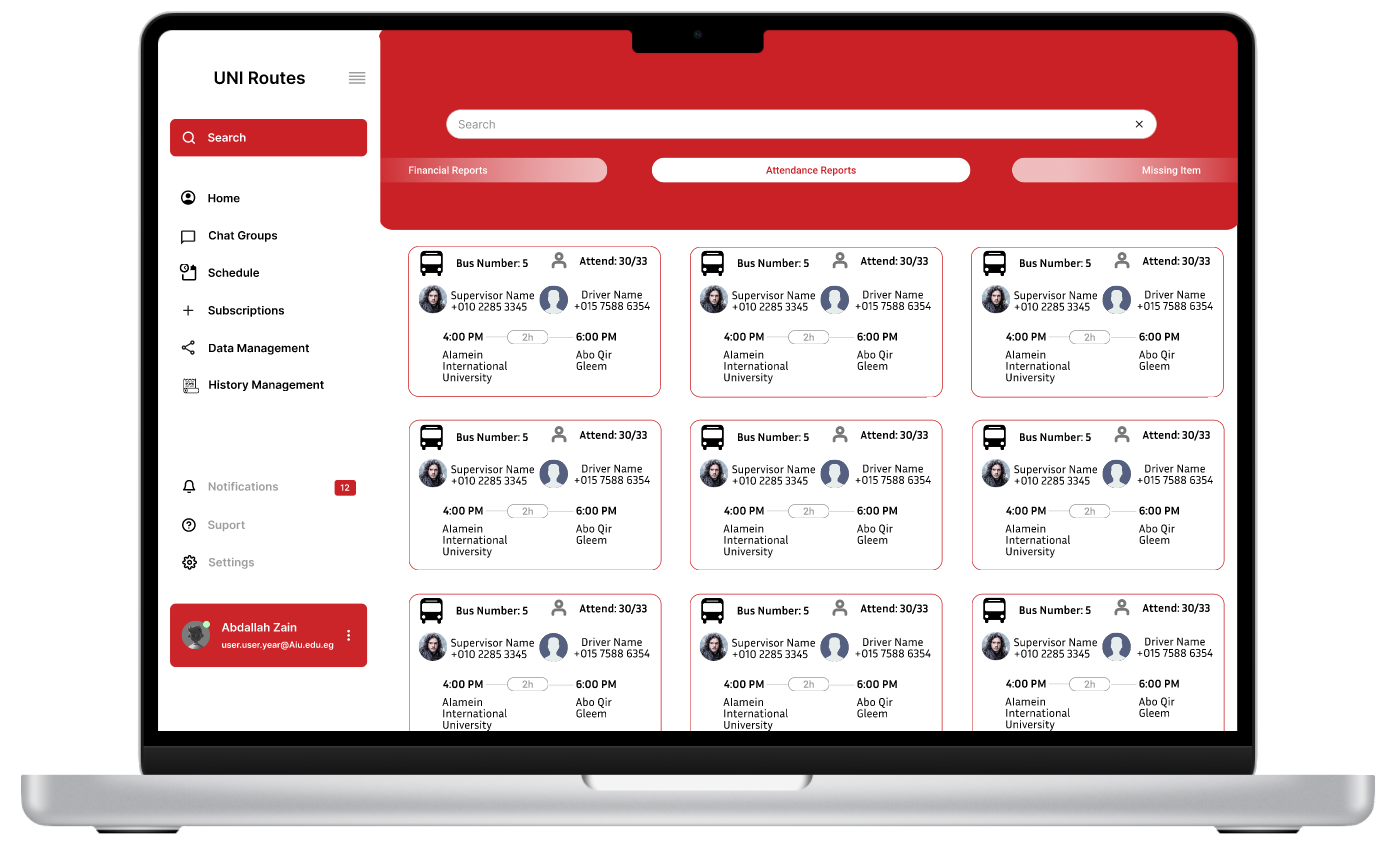 UNI Routes
Search
Home
Chat Groups
Schedule
Subscriptions
Data Management
History Management
Notifications 12
Suport
Settings
Abdallah Zain
user.user.year@Aiu.edu.eg
Search
Financial Reports
Attendance Reports
Missing Item
Bus Number: 5 Attend: 30/33
Supervisor Name Driver Name
+010 2285 3345 +015 7588 6354
4:00 PM 2h 6:00 PM
Alamein Abo Qir
International Gleem
University
Bus Number: 5 Attend: 30/33
Supervisor Name Driver Name
+010 2285 3345 +015 7588 6354
4:00 PM 2h 6:00 PM
Alamein Abo Qir
International Gleem
University
Bus Number: 5 Attend: 30/33
Supervisor Name Driver Name
+010 2285 3345 +015 7588 6354
4:00 PM 2h 6:00 PM
Alamein Abo Qir
International Gleem
University
Bus Number: 5 Attend: 30/33
Supervisor Name Driver Name
+010 2285 3345 +015 7588 6354
4:00 PM 2h 6:00 PM
Alamein Abo Qir
International Gleem
University
Bus Number: 5 Attend: 30/33
Supervisor Name Driver Name
+010 2285 3345 +015 7588 6354
4:00 PM 2h 6:00 PM
Alamein Abo Qir
International Gleem
University
Bus Number: 5 Attend: 30/33
Supervisor Name Driver Name
+010 2285 3345 +015 7588 6354
4:00 PM 2h 6:00 PM
Alamein Abo Qir
International Gleem
University
Bus Number: 5 Attend: 30/33
Supervisor Name Driver Name
+010 2285 3345 +015 7588 6354
4:00 PM 2h 6:00 PM
Alamein Abo Qir
International Gleem
University
Bus Number: 5 Attend: 30/33
Supervisor Name Driver Name
+010 2285 3345 +015 7588 6354
4:00 PM 2h 6:00 PM
Alamein Abo Qir
International Gleem
University
Bus Number: 5 Attend: 30/33
Supervisor Name Driver Name
+010 2285 3345 +015 7588 6354
4:00 PM 2h 6:00 PM
Alamein Abo Qir
International Gleem
University